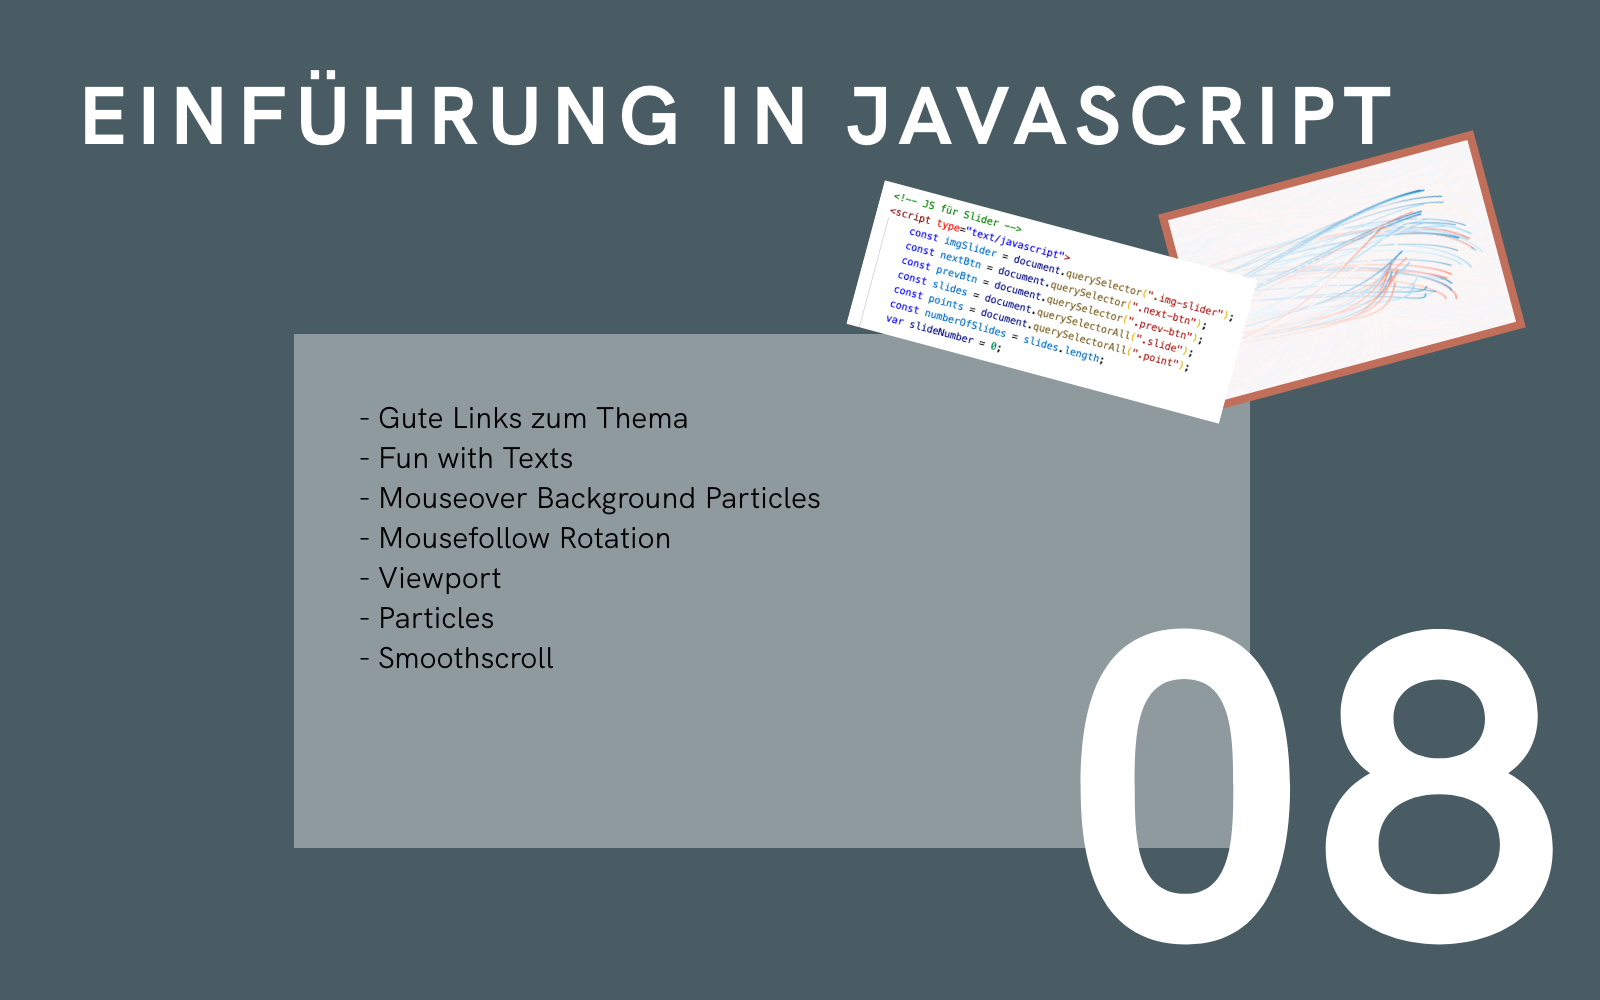 EINFÜHRUNG IN JAVASCRIPT
<!-- JS für Slider -->
<script type="text/javascript">
const imgSlider = document.querySelector(".img-slider");
const nextBtn = document.querySelector(".next-btn");
const prevBtn = document.querySelector(".prev-btn");
const slides = document.querySelectorAll(".slide");
const points = document.querySelectorAll(".point");
const numberOfSlides = slides.length;
var slideNumber = 0;
- Gute Links zum Thema
- Fun with Texts
- Mouseover Background Particles
- Mousefollow Rotation
- Viewport
- Particles
- Smoothscroll
08